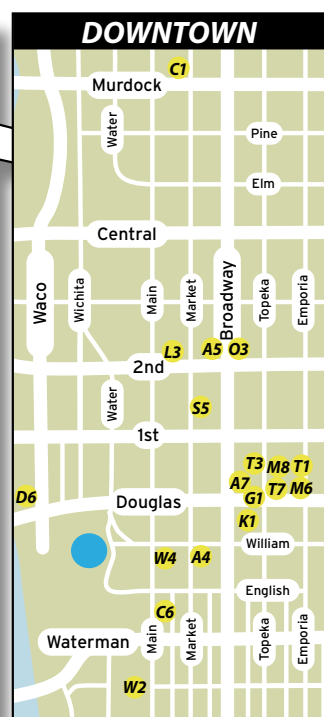 DOWNTOWN
C1
Murdock
Water
Pine
Elm
Central
Waco
Wichita
Main
Market
Broadway
Topeka
Emporia
L3
A5
O3
2nd
Water
S5
1st
T3
M8
T1
D6
A7
G1
T7
M6
Douglas
K1
William
W4
A4
English
C6
Waterman
Main
Market
Topeka
Emporia
W2